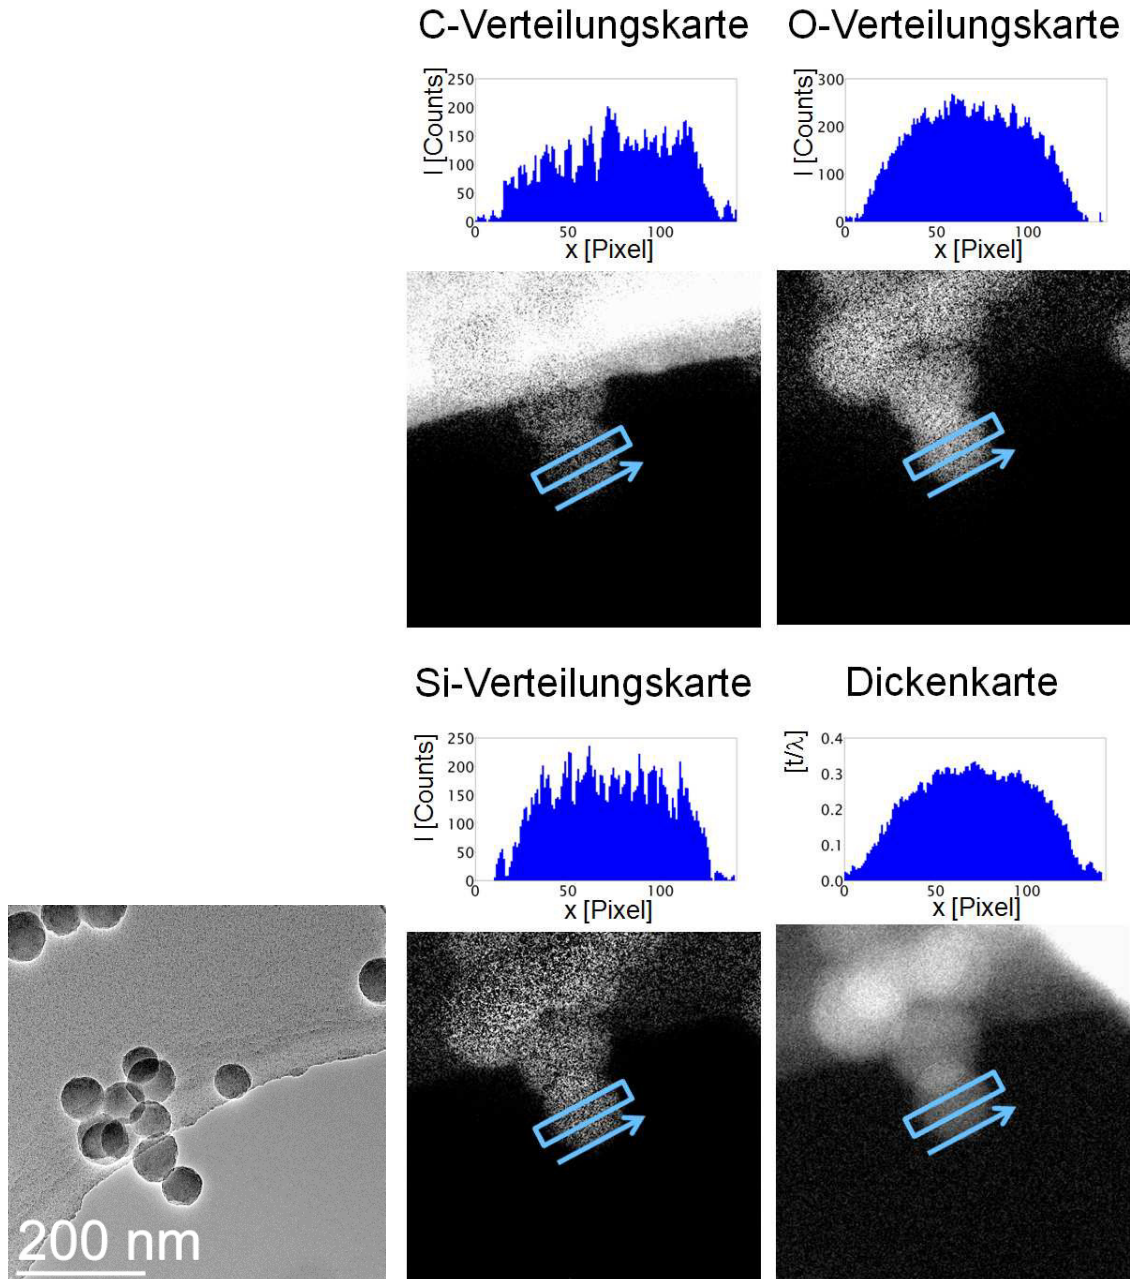 C-Verteilungskarte
O-Verteilungskarte
I [Counts]
250
200
150
100
50
0
0
50
100
x [Pixel]
I [Counts]
300
200
100
0
0
50
100
x [Pixel]
Si-Verteilungskarte
Dickenkarte
I [Counts]
250
200
150
100
50
0
0
50
100
x [Pixel]
[t/λ]
0.4
0.3
0.2
0.1
0.0
0
50
100
x [Pixel]
200 nm